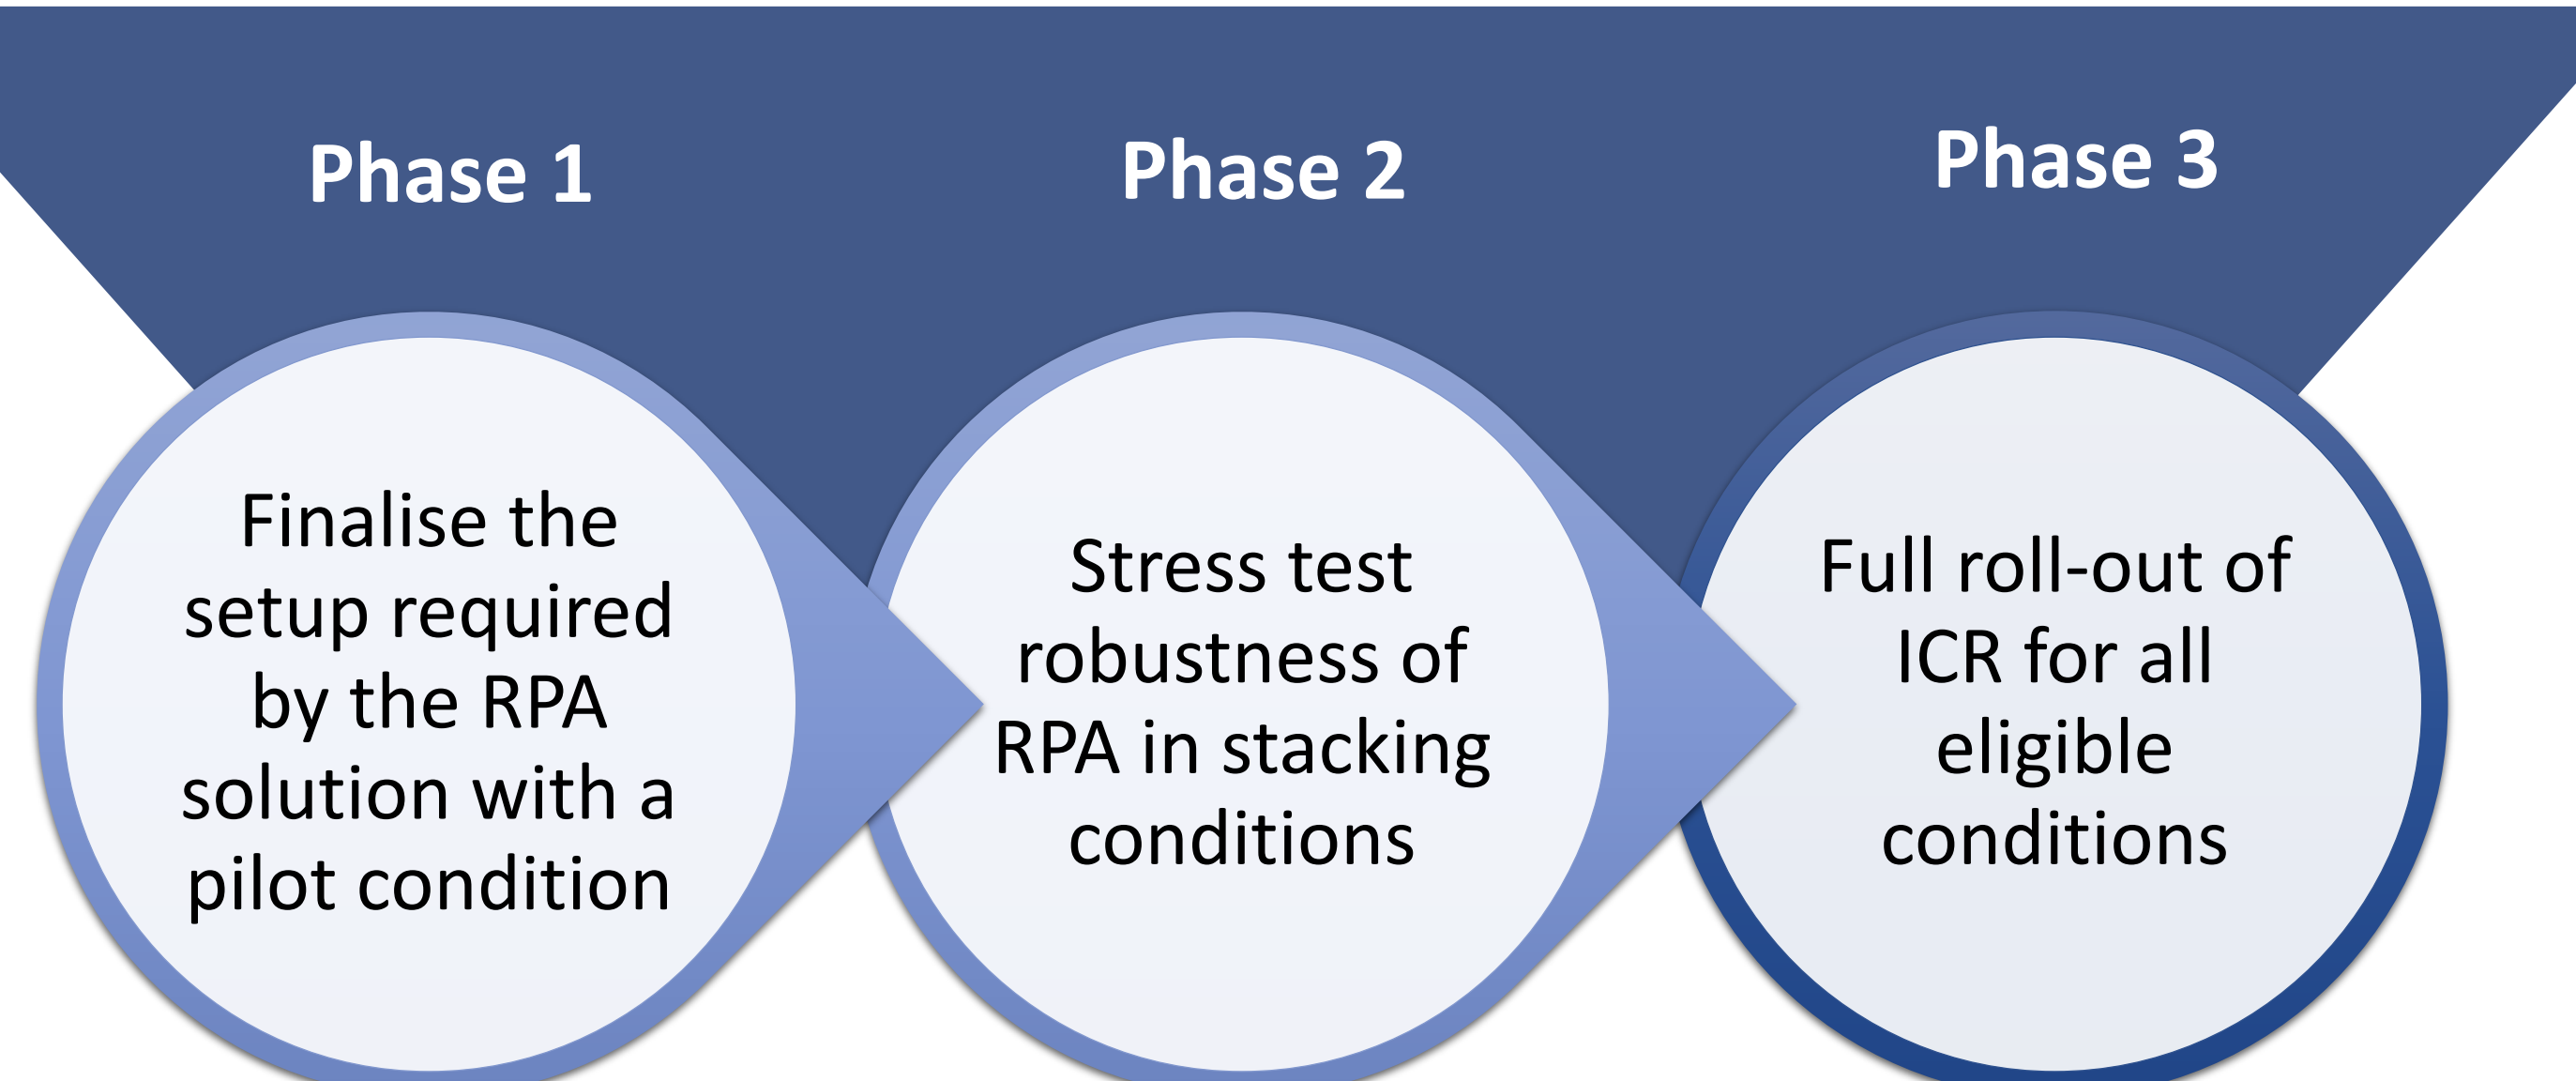 Phase 1
Phase 2
Phase 3
Finalise the
setup required
by the RPA
solution with a
pilot condition
Stress test
robustness of
RPA in stacking
conditions
Full roll-out of
ICR for all
eligible
conditions